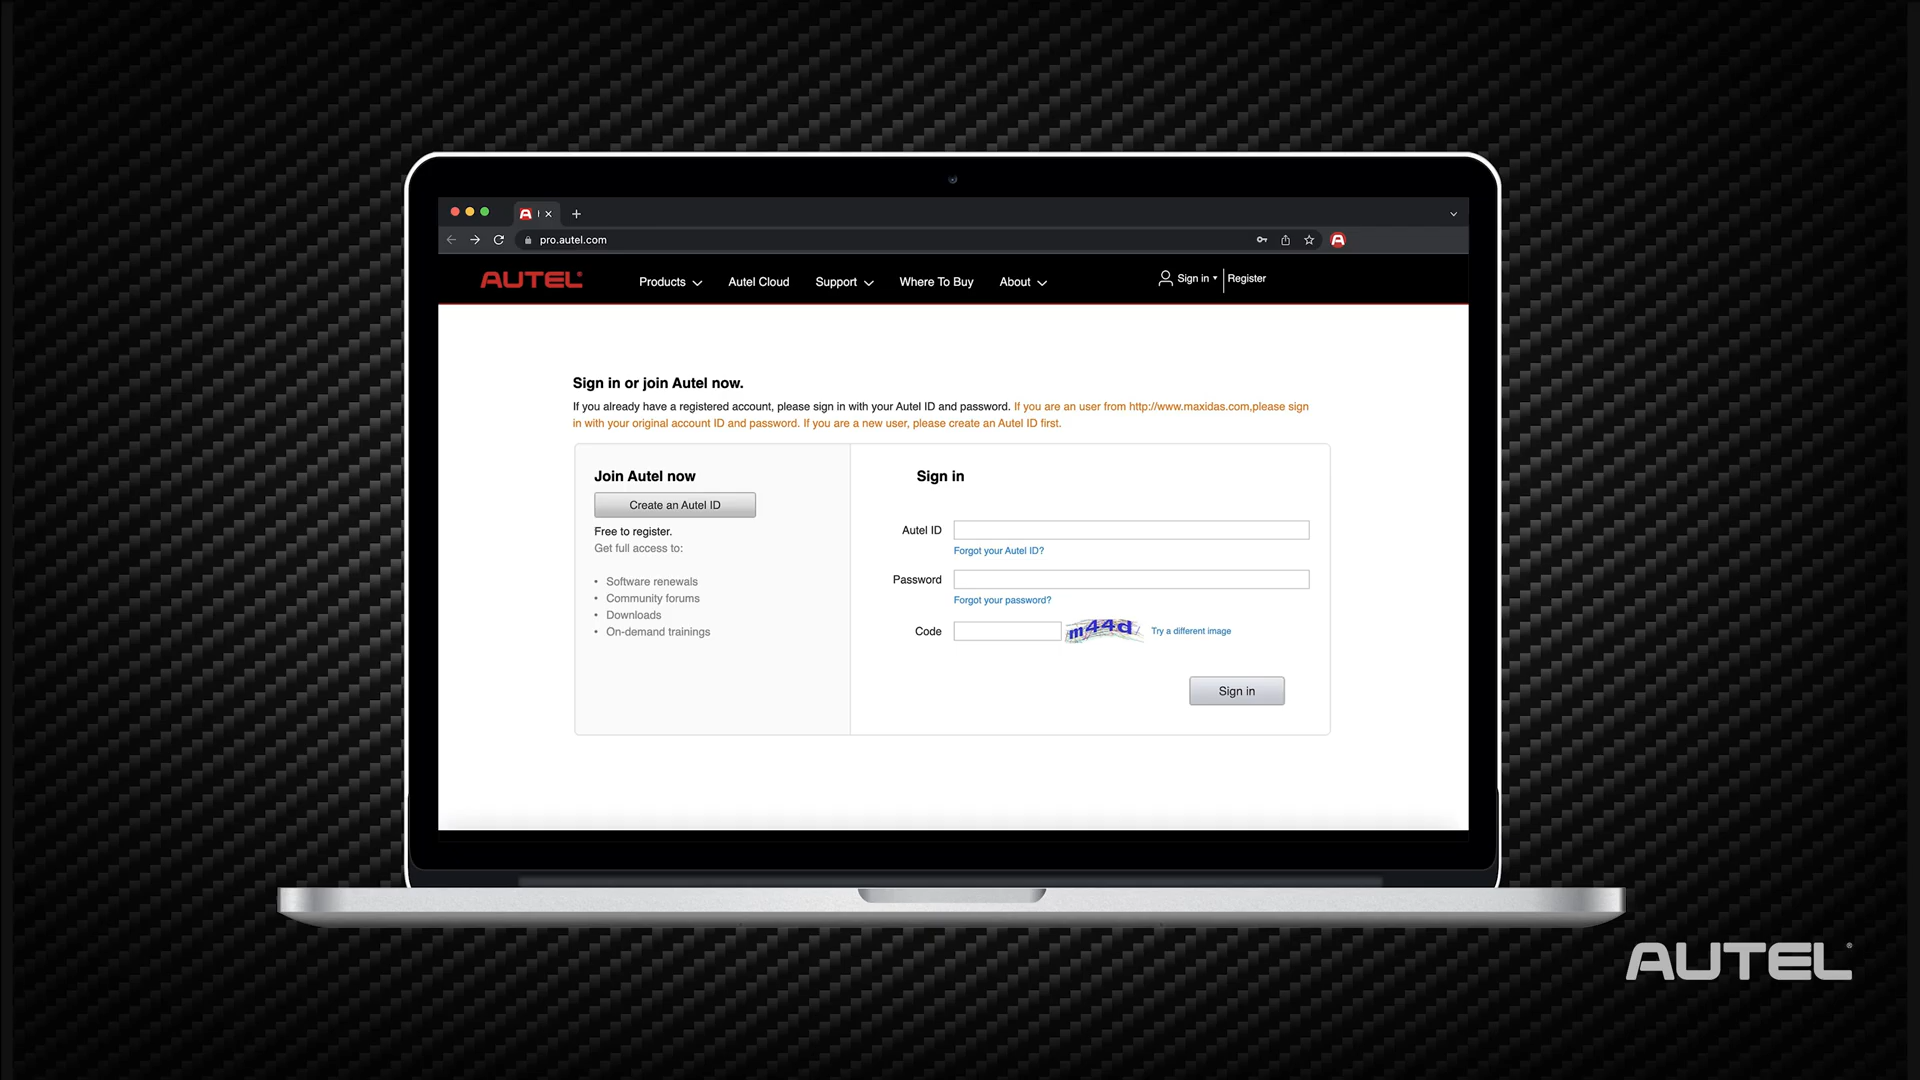 pro.autel.com
AUTEL
Products
Autel Cloud
Support
Where To Buy
About
Sign in
Register
Sign in or join Autel now.
If you already have a registered account, please sign in with your Autel ID and password. If you are an user from http://www.maxidas.com,please sign
in with your original account ID and password. If you are a new user, please create an Autel ID first.
Join Autel now
Create an Autel ID
Free to register.
Get full access to:
• Software renewals
• Community forums
• Downloads
• On-demand trainings
Sign in
Autel ID
Forgot your Autel ID?
Password
Forgot your password?
Code
m44d
Try a different image
Sign in
AUTEL®